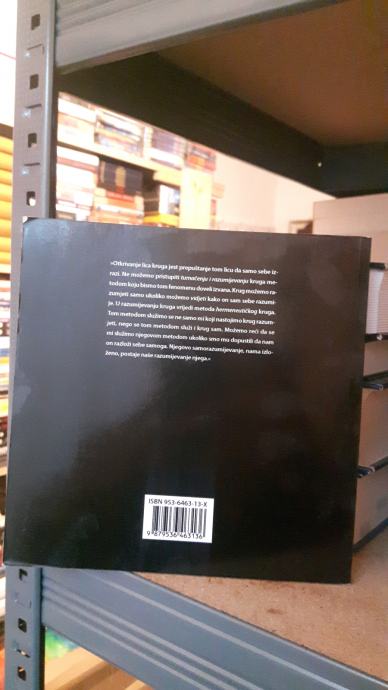 »Otkrivanje lica kruga jest prepuštanje tom licu da samo sebe iz-
razi. Ne možemo pristupiti tumačenju i razumijevanju kruga me-
todom koju bismo tom fenomenu doveli izvana. Krug možemo ra-
zumjeti samo ukoliko možemo vidjeti kako on sam sebe razumi-
je. U razumijevanju kruga vrijedi metoda hermeneutičkog kruga.
Tom metodom služimo se ne samo mi koji nastojimo krug razum-
jeti, nego se tom metodom služi i krug sam. Možemo reći da se
mi služimo njegovom metodom ukoliko smo mu dopustili da nam
on razloži sebe samoga. Njegovo samorazumijevanje, nama izlo-
ženo, postaje naše razumijevanje njega.«
ISBN 953-6463-13-X
9 879536 463136